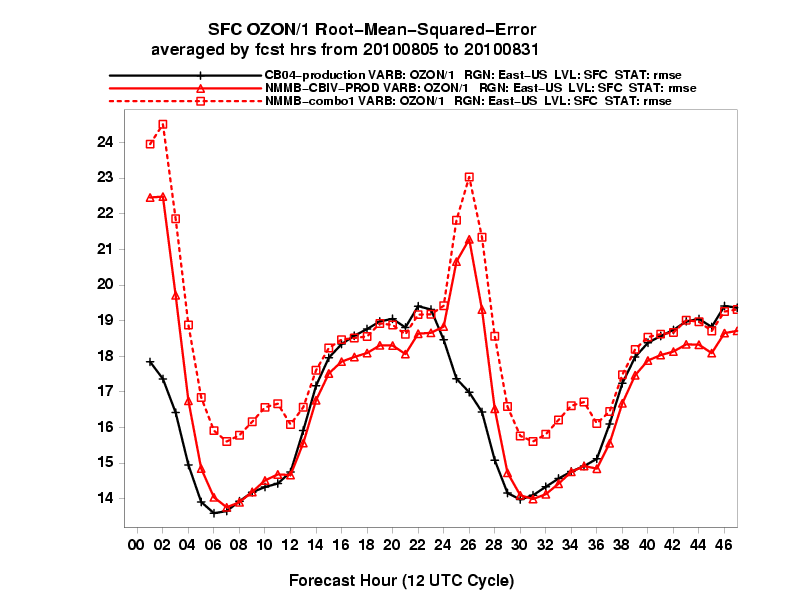 SFC OZON/1 Root-Mean-Squared-Error
averaged by fcst hrs from 20100805 to 20100831
CB04-production VARB: OZON/1 RGN: East-US LVL: SFC STAT: rmse
NMMB-CBIV-PROD VARB: OZON/1 RGN: East-US LVL: SFC STAT: rmse
NMMB-combo1 VARB: OZON/1 RGN: East-US LVL: SFC STAT: rmse
24
23
22
21
20
19
18
17
16
15
14
00 02 04 06 08 10 12 14 16 18 20 22 24 26 28 30 32 34 36 38 40 42 44 46
Forecast Hour (12 UTC Cycle)